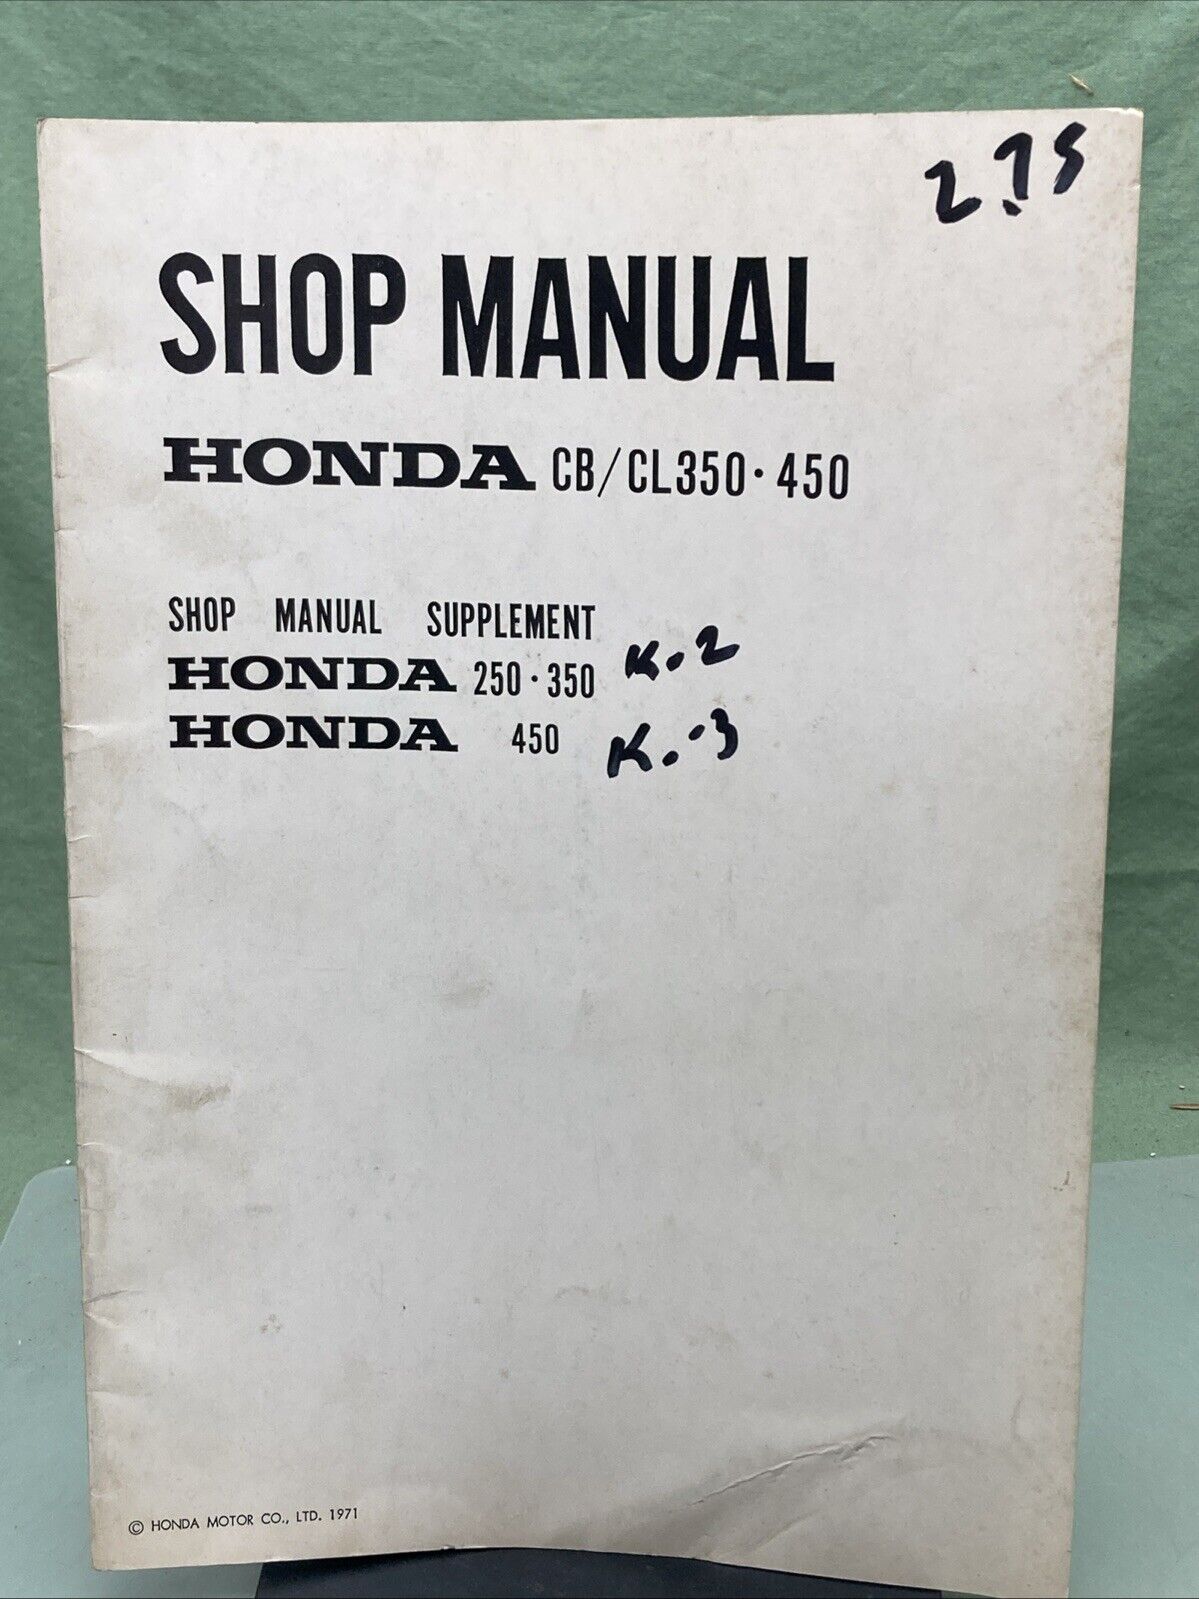 2.75
SHOP MANUAL
HONDA CB/CL350・450
SHOP MANUAL SUPPLEMENT
HONDA 250・350 K.2
HONDA 450 K.-3
© HONDA MOTOR CO., LTD. 1971